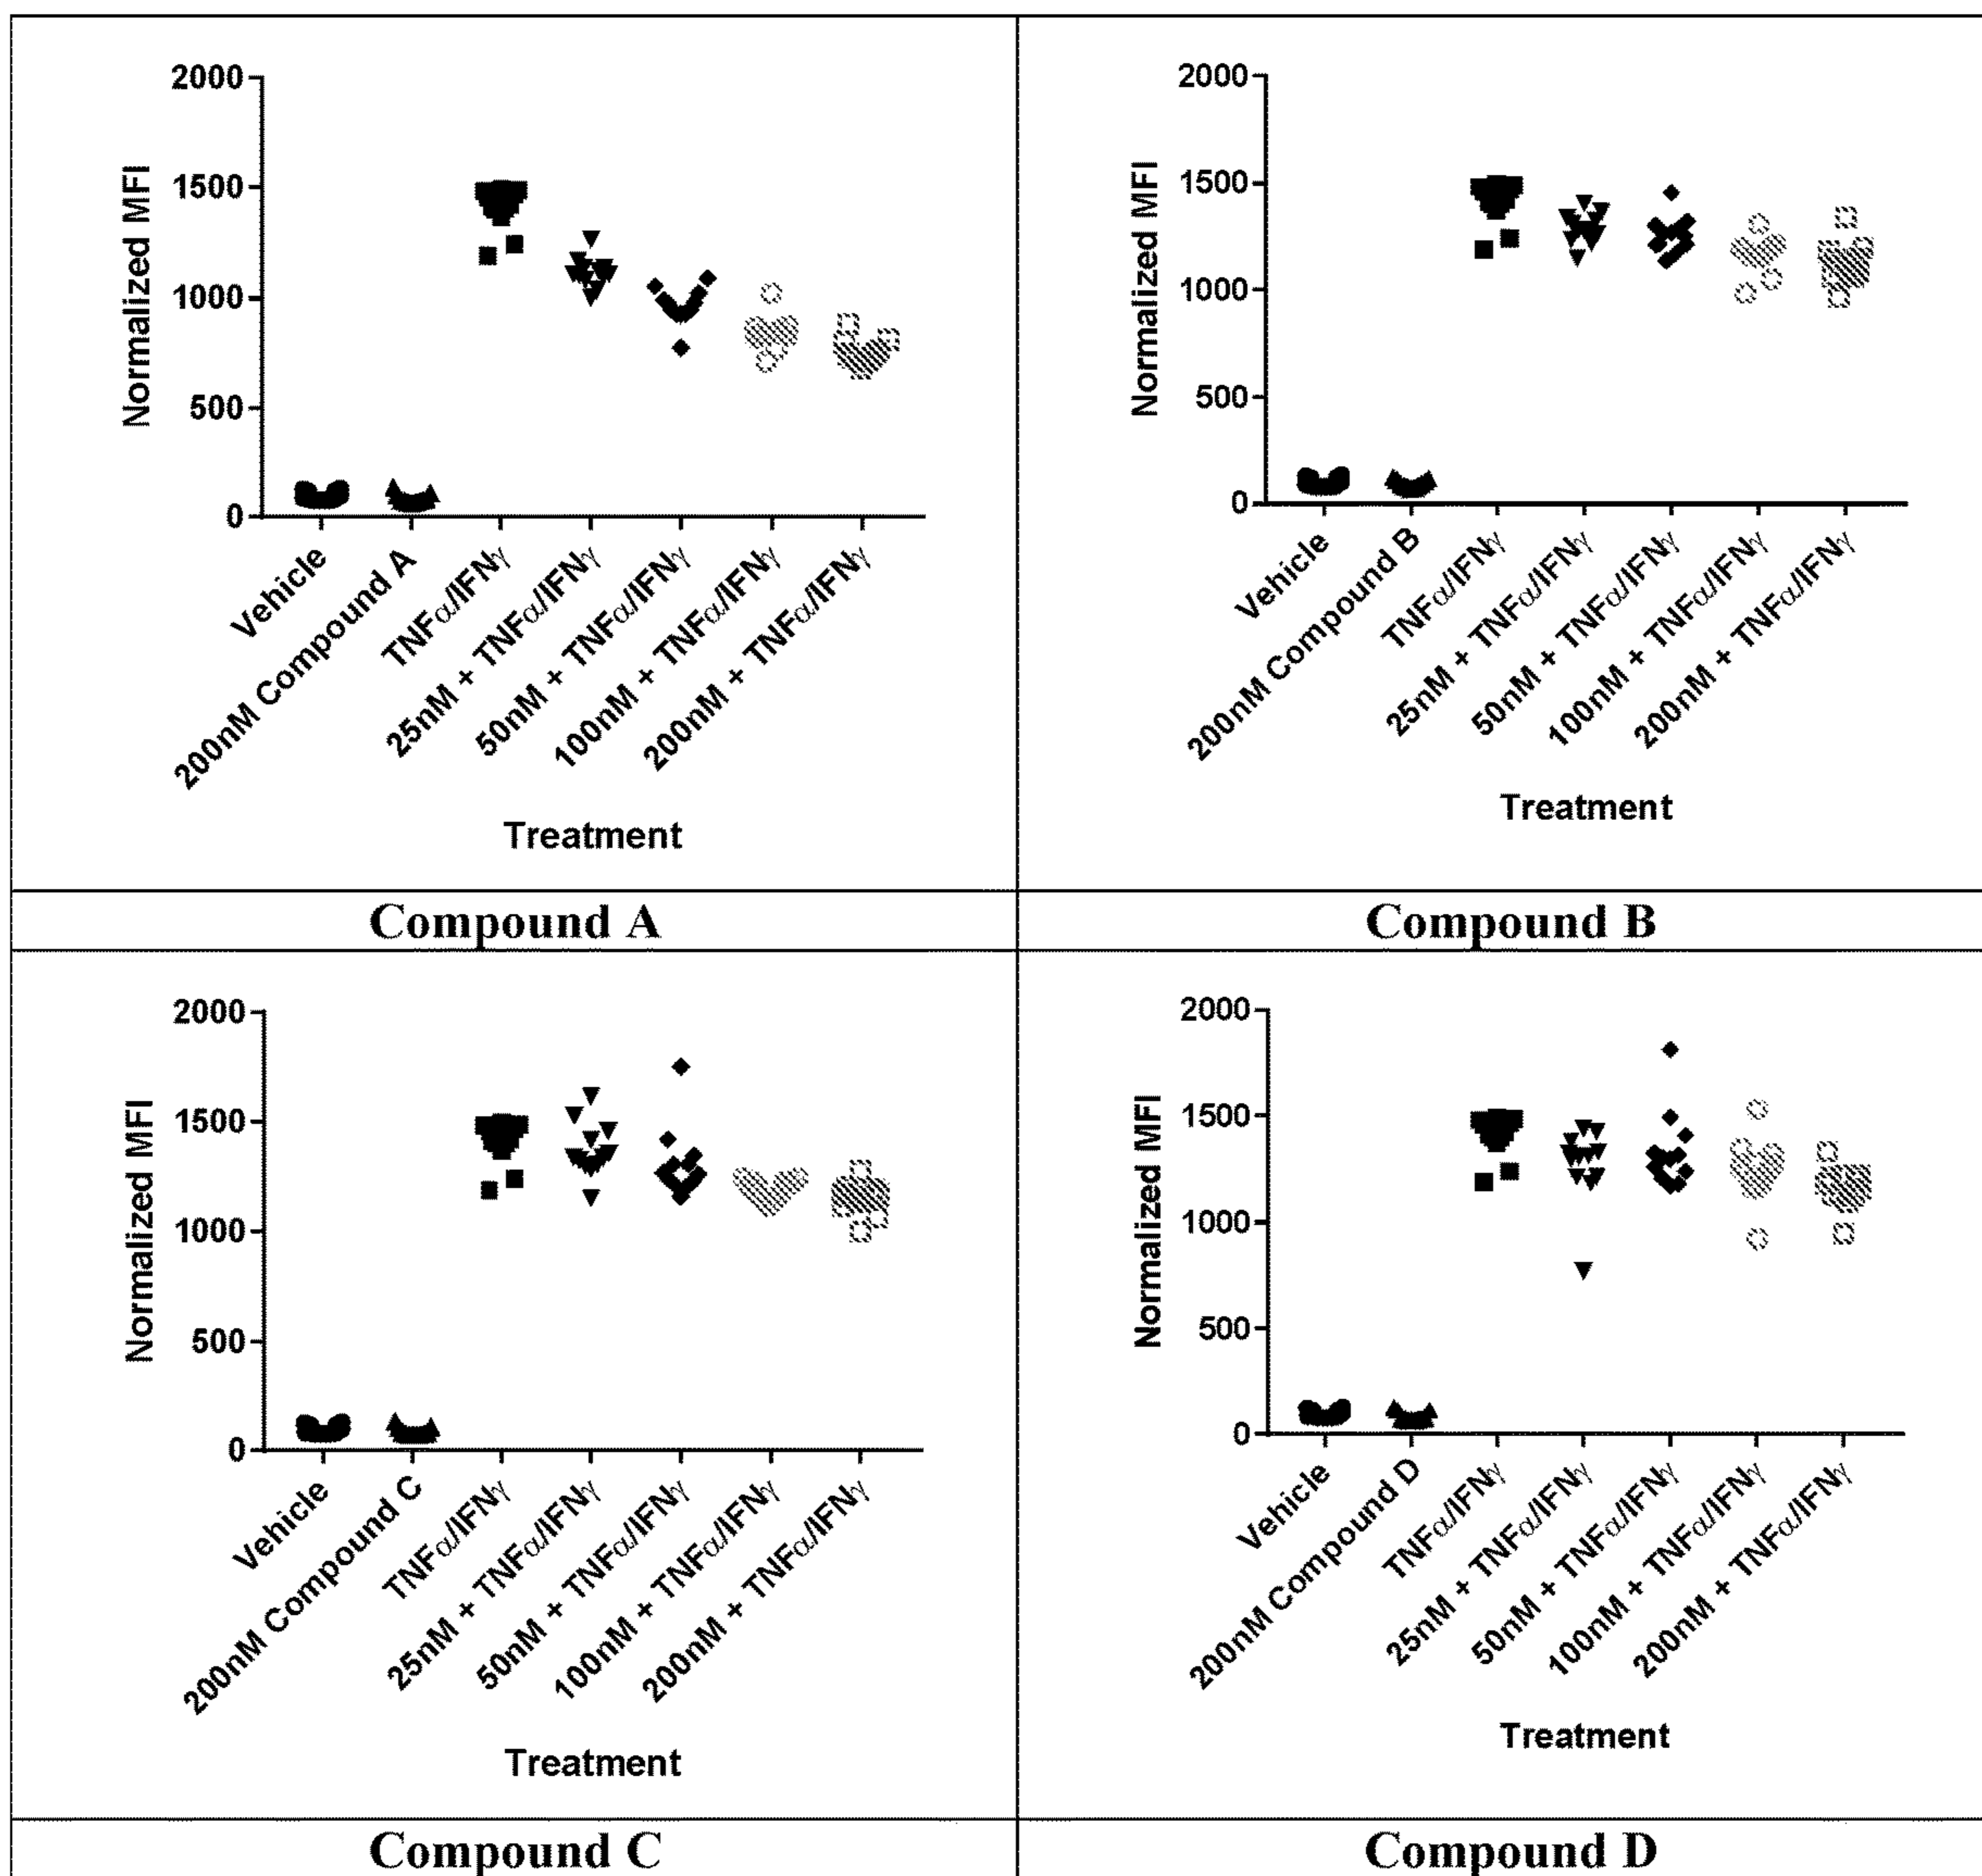 2000
1500
1000
500
0
Normalized MFI
Vehicle
200nM Compound A
TNFα/IFNγ
25nM + TNFα/IFNγ
50nM + TNFα/IFNγ
100nM + TNFα/IFNγ
200nM + TNFα/IFNγ
Treatment
Compound A
2000
1500
1000
500
0
Normalized MFI
Vehicle
200nM Compound B
TNFα/IFNγ
25nM + TNFα/IFNγ
50nM + TNFα/IFNγ
100nM + TNFα/IFNγ
200nM + TNFα/IFNγ
Treatment
Compound B
2000
1500
1000
500
0
Normalized MFI
Vehicle
200nM Compound C
TNFα/IFNγ
25nM + TNFα/IFNγ
50nM + TNFα/IFNγ
100nM + TNFα/IFNγ
200nM + TNFα/IFNγ
Treatment
Compound C
2000
1500
1000
500
0
Normalized MFI
Vehicle
200nM Compound D
TNFα/IFNγ
25nM + TNFα/IFNγ
50nM + TNFα/IFNγ
100nM + TNFα/IFNγ
200nM + TNFα/IFNγ
Treatment
Compound D